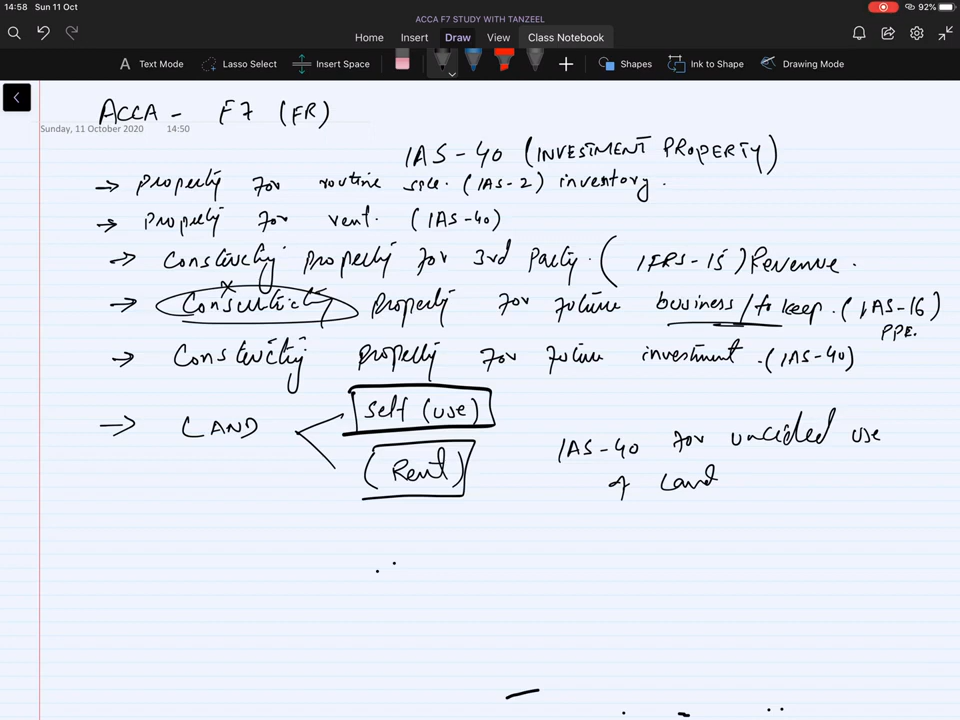 14:58 Sun 11 Oct 92%
ACCA F7 STUDY WITH TANZEEL
Home Insert Draw View Class Notebook
A Text Mode Lasso Select Insert Space Shapes Ink to Shape Drawing Mode
ACCA - F7 (FR)
Sunday, 11 October 2020 14:50
IAS-40 (INVESTMENT PROPERTY)
→ Property for routine sale. (IAS-2) inventory.
→ Property for rent. (IAS-40)
→ property for 3rd Party. (IFRS-15) Revenue.
→ property for future business/to keep. (IAS-16)
PPE.
→ property for future investment. (IAS-40)
→ LAND self (use)
(Rent)
IAS-40 for use
of Land